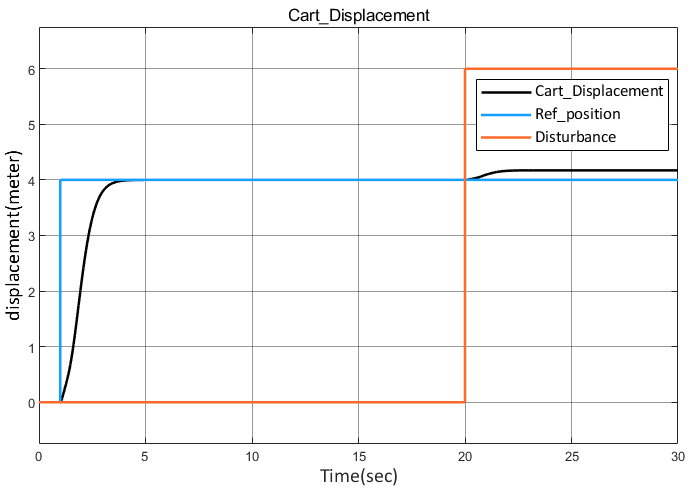 Cart_Displacement
displacement(meter)
6
5
4
3
2
1
0
Cart_Displacement
Ref_position
Disturbance
0 5 10 15 20 25 30
Time(sec)